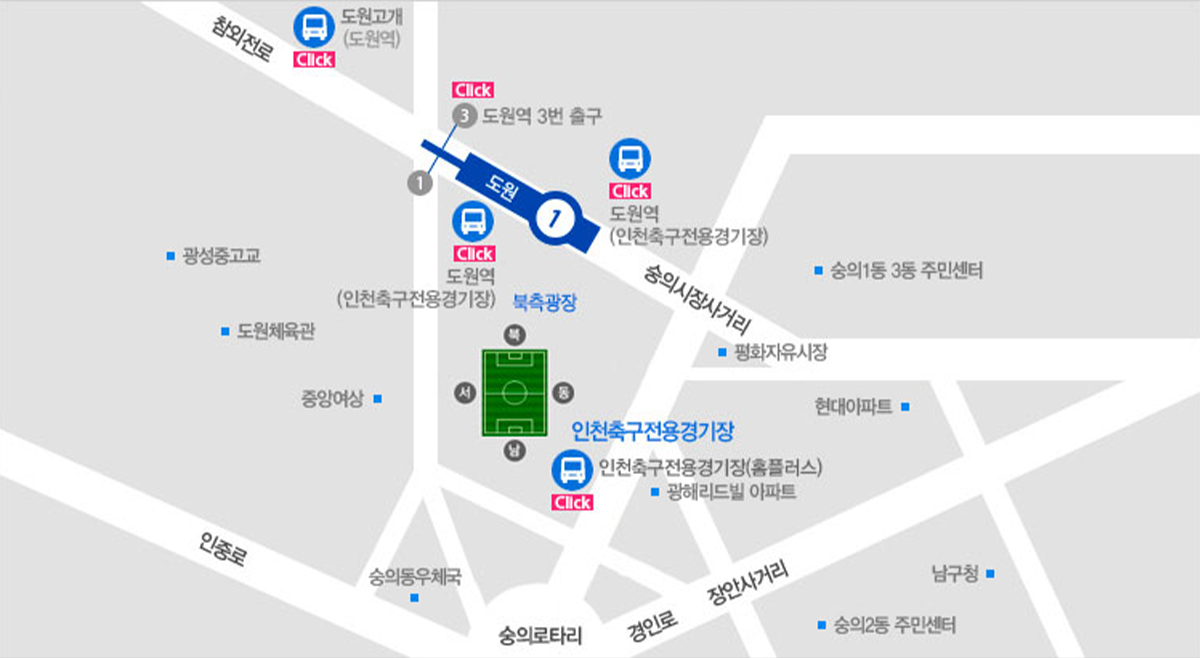 참외전로
도원고개
(도원역)
Click
Click
3 도원역 3번 출구
1
도원
1
Click
도원역
(인천축구전용경기장)
Click
도원역
(인천축구전용경기장)
북측광장
광성중고교
숭의시장사거리
숭의1동 3동 주민센터
도원체육관
북
서
동
남
평화자유시장
중앙여상
현대아파트
인천축구전용경기장
인천축구전용경기장(홈플러스)
Click
광해리드빌 아파트
인중로
숭의동우체국
장안사거리
남구청
숭의로타리
경인로
숭의2동 주민센터